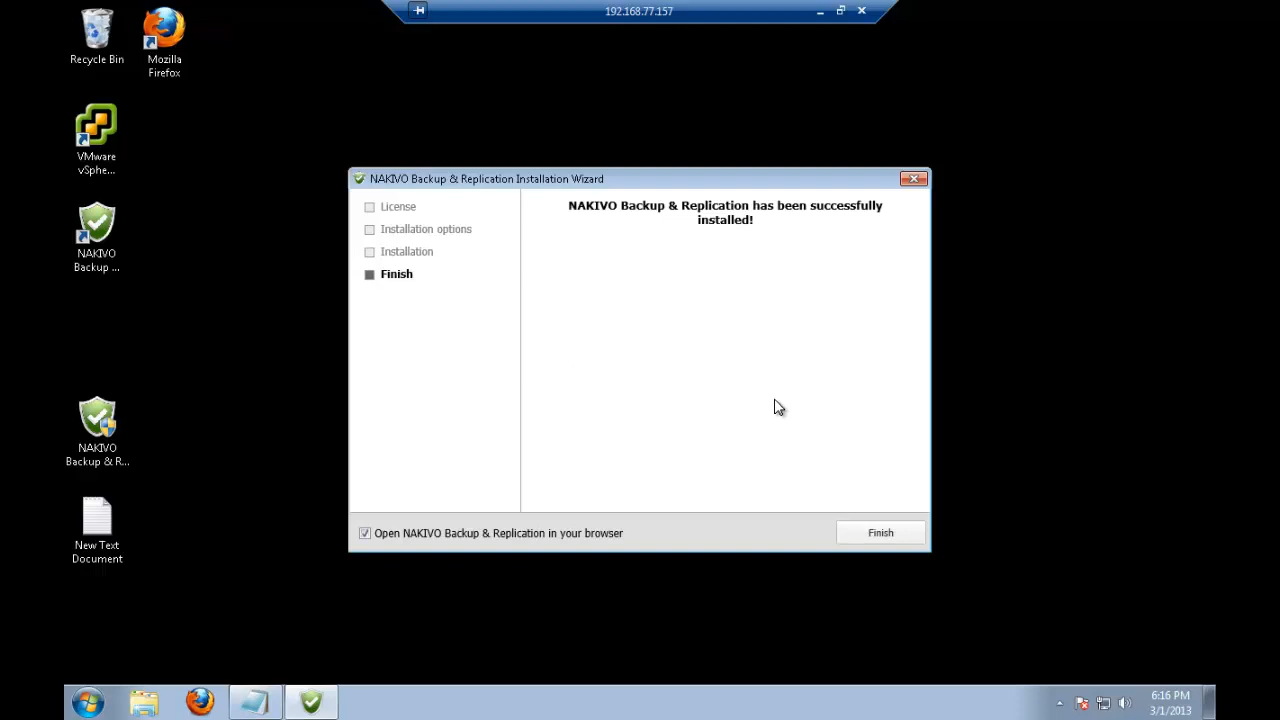 192.168.77.157
Recycle Bin
Mozilla
Firefox
VMware
vSphe...
NAKIVO
Backup ...
NAKIVO
Backup & R...
New Text
Document
NAKIVO Backup & Replication Installation Wizard
License
Installation options
Installation
Finish
NAKIVO Backup & Replication has been successfully
installed!
Open NAKIVO Backup & Replication in your browser
Finish
6:16 PM
3/1/2013